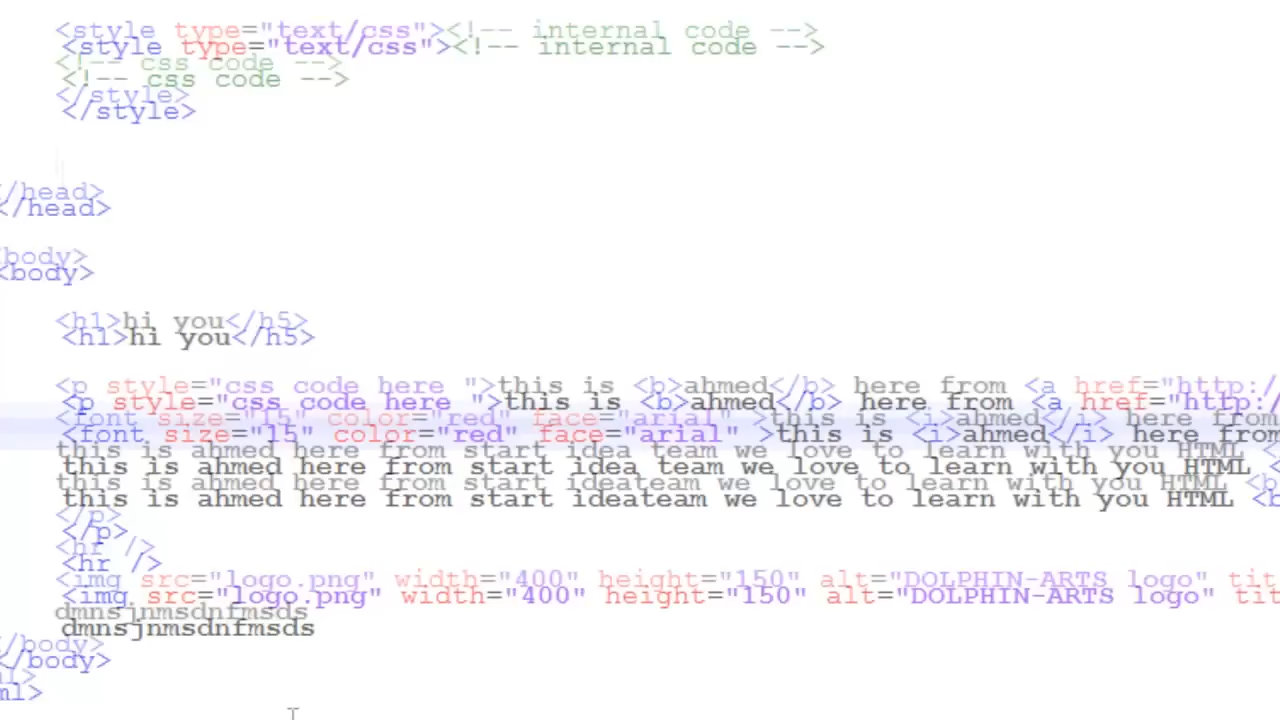 <style type="text/css"><!-- internal code -->
<!-- css code -->
</style>
</head>
<body>
<h1>hi you</h5>
<p style="css code here ">this is <b>ahmed</b> here from <a href="http:/
<font size="15" color="red" face="arial" >this is <i>ahmed</i> here from
this is ahmed here from start idea team we love to learn with you HTML <
this is ahmed here from start ideateam we love to learn with you HTML <b
</p>
<hr />
<img src="logo.png" width="400" height="150" alt="DOLPHIN-ARTS logo" tit
dmnsjnmsdnfmsds
</body>
ml>